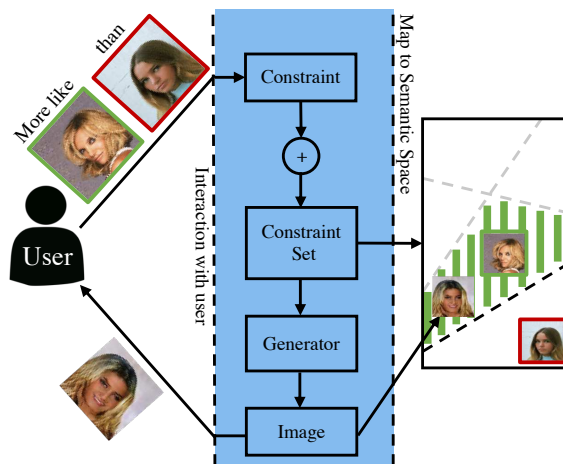 More like
than
User
Interaction with user
Constraint
+
Constraint
Set
Generator
Image
Map to Semantic Space